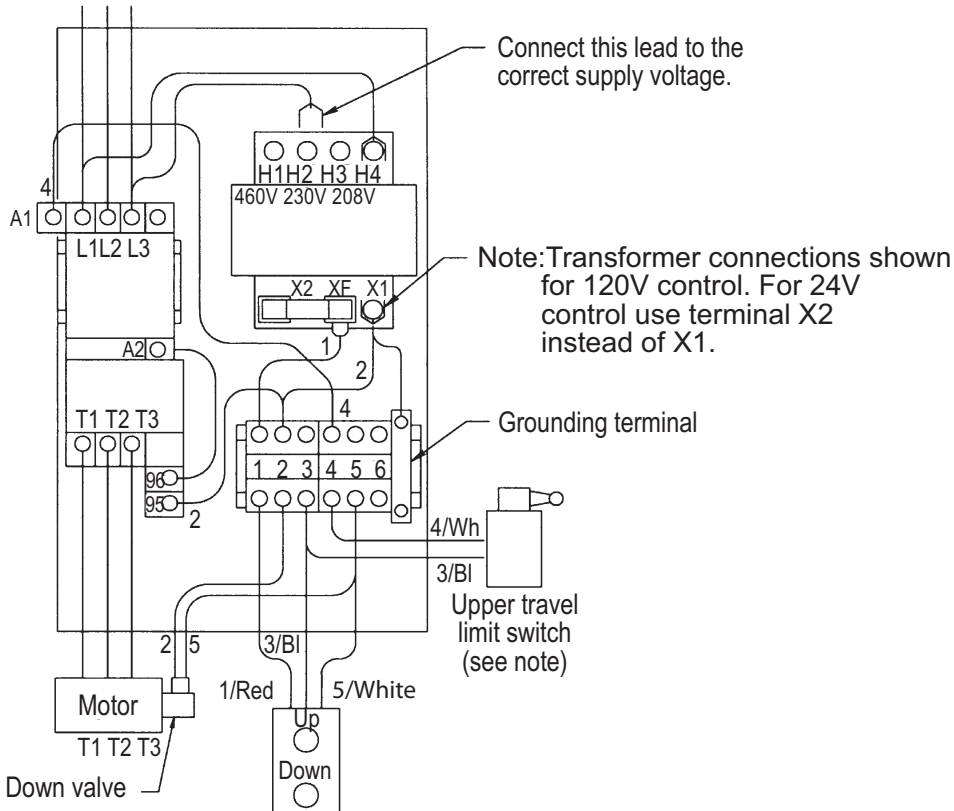 Connect this lead to the
correct supply voltage.
H1 H2 H3 H4
460V 230V 208V
4
A1
L1 L2 L3
Note:Transformer connections shown
for 120V control. For 24V
control use terminal X2
instead of X1.
X2 XF X1
1
A2
2
4
T1 T2 T3
Grounding terminal
1 2 3 4 5 6
96
95
2
4/Wh
3/Bl
Upper travel
limit switch
(see note)
2 5
3/Bl
1/Red
5/White
Motor
T1 T2 T3
Up
Down
Down valve